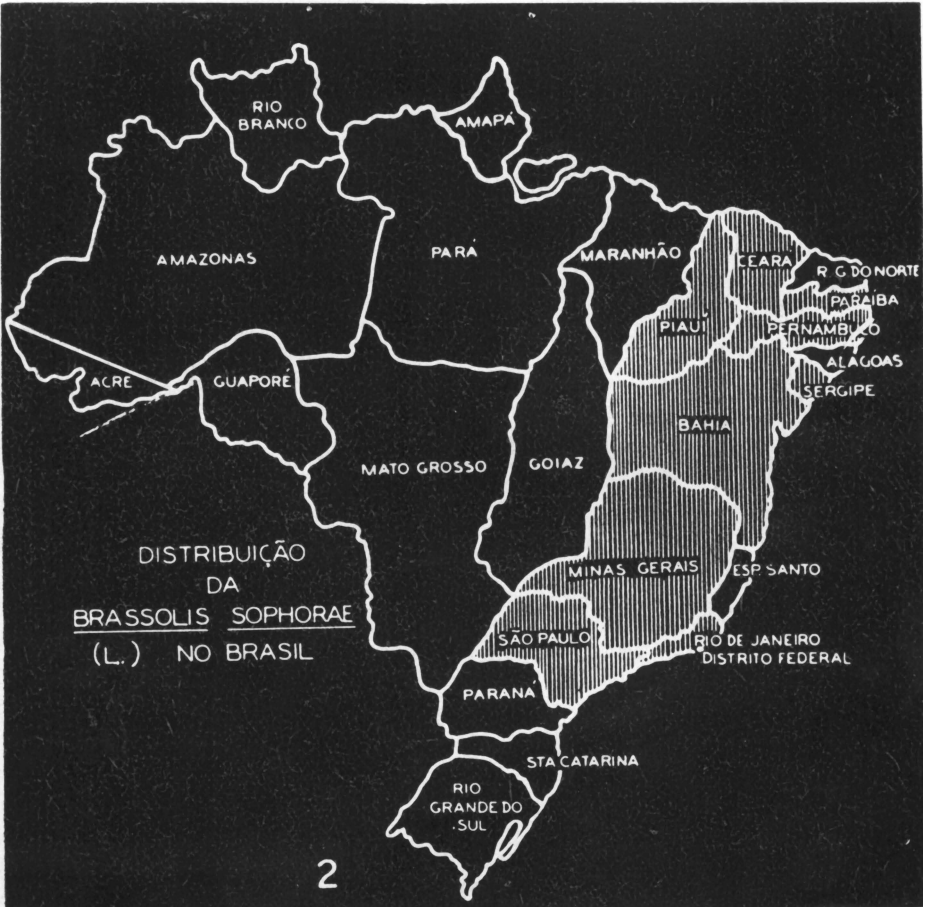 RIO
BRANCO
AMAPÁ
AMAZONAS
PARÁ
MARANHÃO
CEARA
R. G. DO NORTE
PARAÍBA
PIAUÍ
PERNAMBUCO
ALAGOAS
ACRE
GUAPORÉ
SERGIPE
BAHIA
MATO GROSSO
GOIAZ
DISTRIBUIÇÃO
DA
BRASSOLIS SOPHORAE
(L.) NO BRASIL
MINAS GERAIS
ESP. SANTO
SÃO PAULO
RIO DE JANEIRO
DISTRITO FEDERAL
PARANÁ
STA CATARINA
RIO
GRANDE DO
SUL
2